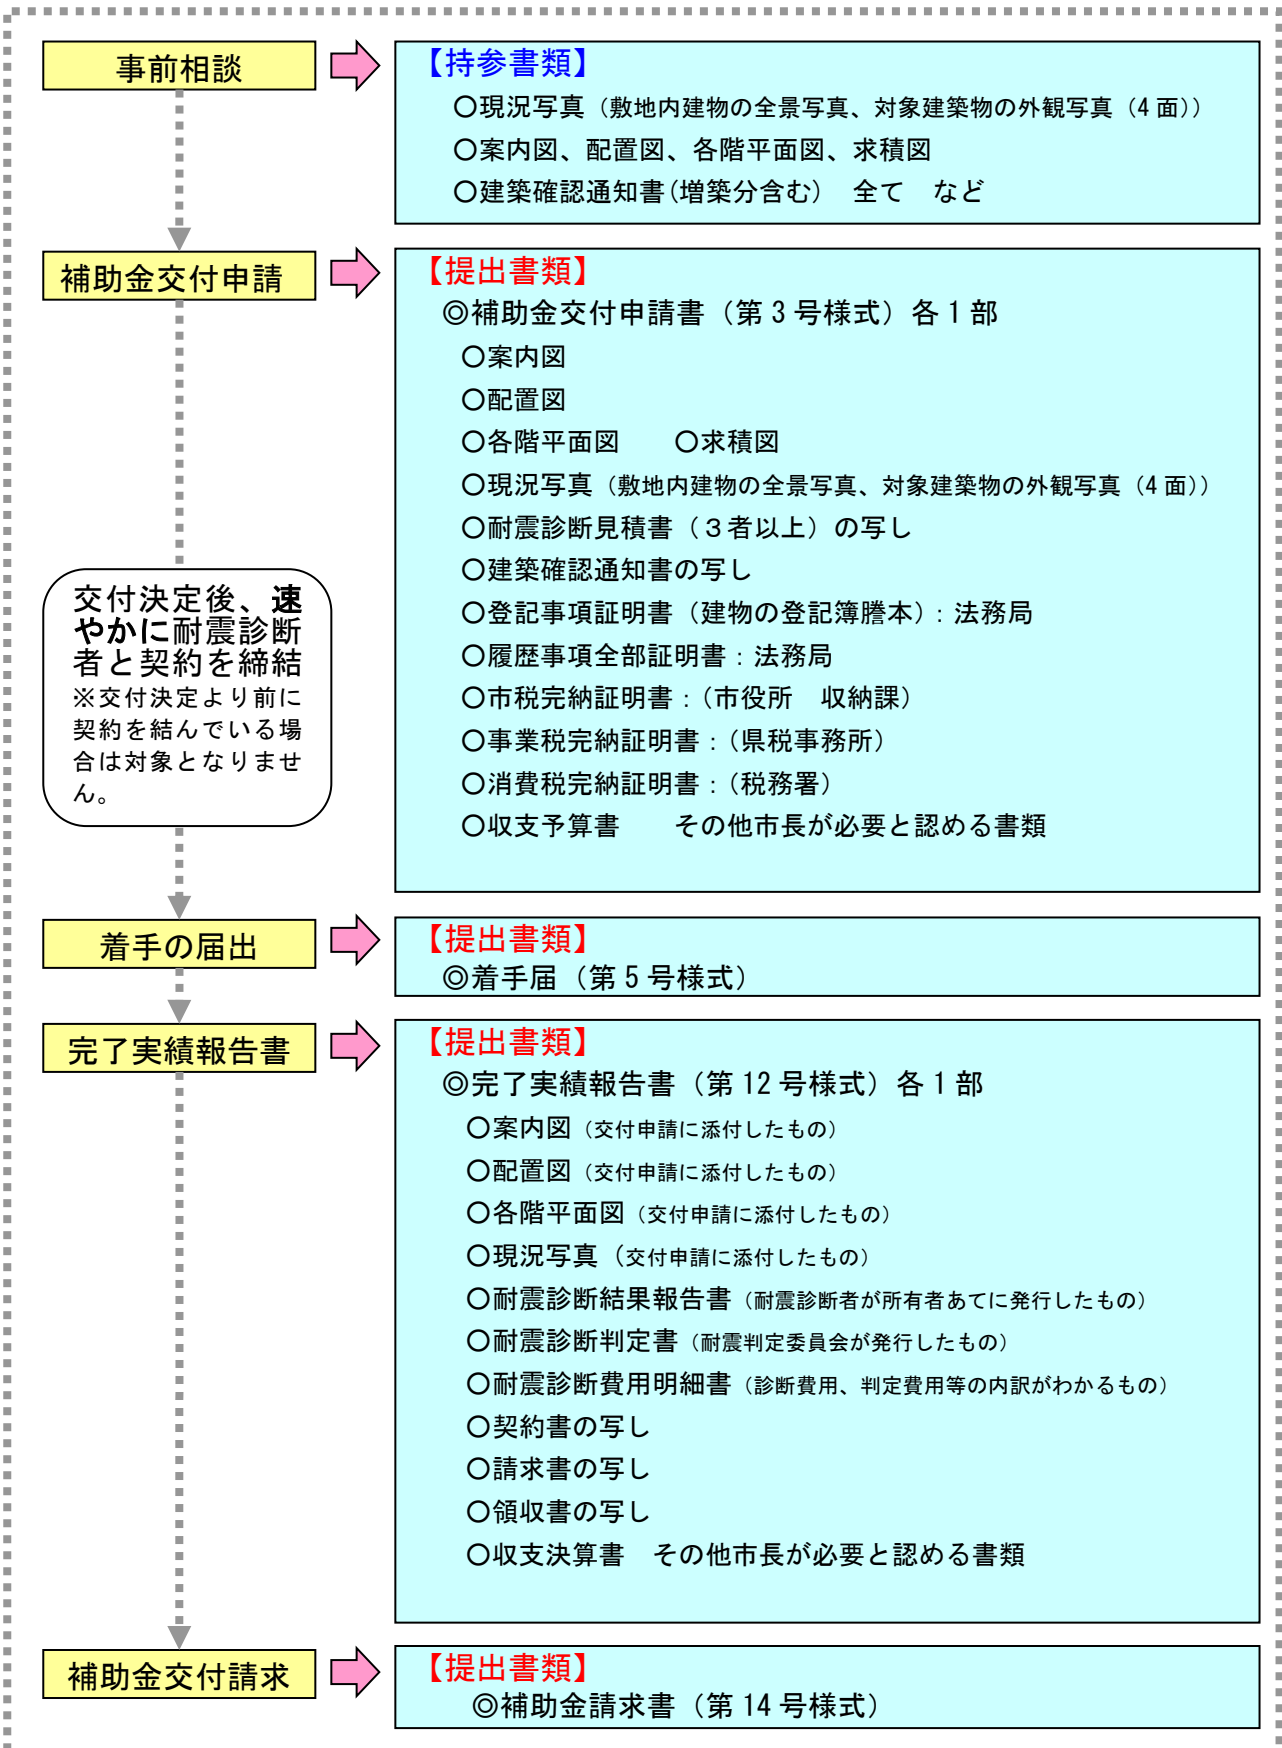 事前相談
【持参書類】
〇現況写真（敷地内建物の全景写真、対象建築物の外観写真（4 面））
〇案内図、配置図、各階平面図、求積図
〇建築確認通知書(増築分含む)　全て　など
補助金交付申請
【提出書類】
◎補助金交付申請書（第 3 号様式）各 1 部
〇案内図
〇配置図
〇各階平面図　　〇求積図
〇現況写真（敷地内建物の全景写真、対象建築物の外観写真（4 面））
〇耐震診断見積書（３者以上）の写し
〇建築確認通知書の写し
〇登記事項証明書（建物の登記簿謄本）：法務局
〇履歴事項全部証明書：法務局
〇市税完納証明書：（市役所　収納課）
〇事業税完納証明書：（県税事務所）
〇消費税完納証明書：（税務署）
〇収支予算書　　その他市長が必要と認める書類
交付決定後、速
やかに耐震診断
者と契約を締結
※交付決定より前に
契約を結んでいる場
合は対象となりませ
ん。
着手の届出
【提出書類】
◎着手届（第 5 号様式）
完了実績報告書
【提出書類】
◎完了実績報告書（第 12 号様式）各 1 部
〇案内図（交付申請に添付したもの）
〇配置図（交付申請に添付したもの）
〇各階平面図（交付申請に添付したもの）
〇現況写真（交付申請に添付したもの）
〇耐震診断結果報告書（耐震診断者が所有者あてに発行したもの）
〇耐震診断判定書（耐震判定委員会が発行したもの）
〇耐震診断費用明細書（診断費用、判定費用等の内訳がわかるもの）
〇契約書の写し
〇請求書の写し
〇領収書の写し
〇収支決算書　その他市長が必要と認める書類
補助金交付請求
【提出書類】
◎補助金請求書（第 14 号様式）